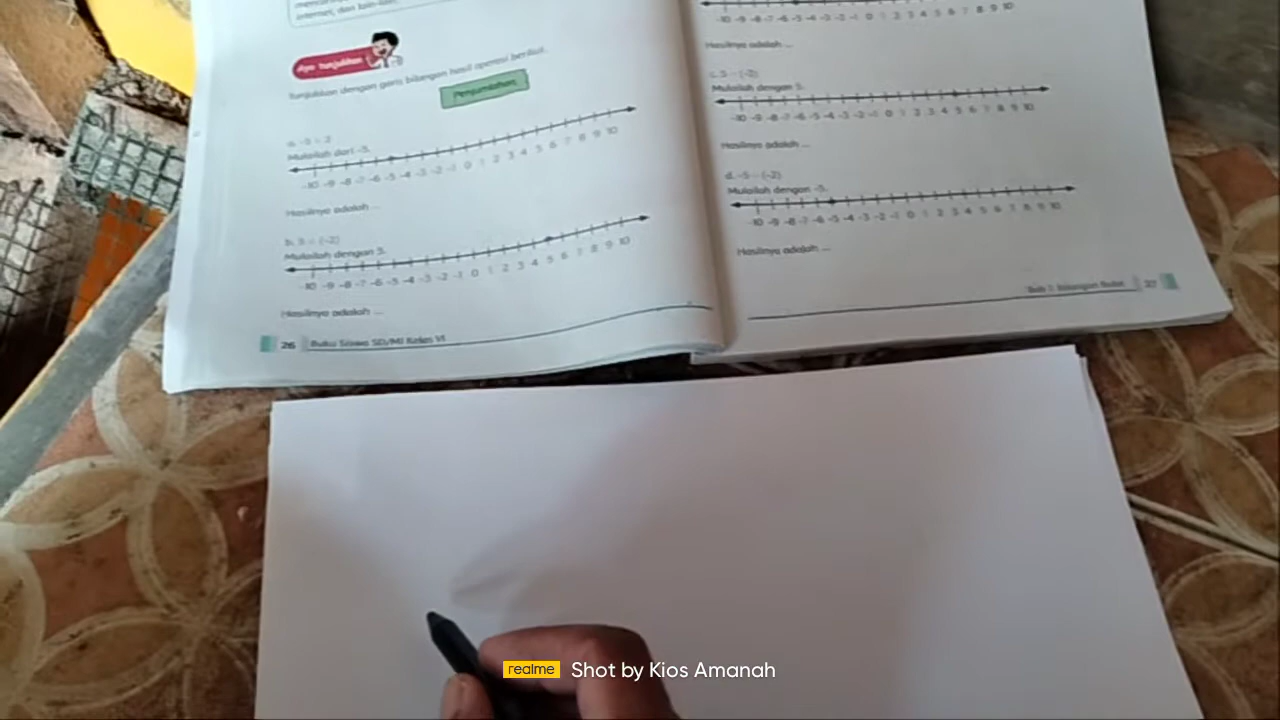 internet, dan lain-lain.
Ayo Tunjukkan
Tunjukkan dengan garis bilangan hasil operasi berikut.
Penjumlahan
a. -5 + 2
Mulailah dari -5.
-10 -9 -8 -7 -6 -5 -4 -3 -2 -1 0 1 2 3 4 5 6 7 8 9 10
Hasilnya adalah ...
b. 5 + (-2)
Mulailah dengan 5.
-10 -9 -8 -7 -6 -5 -4 -3 -2 -1 0 1 2 3 4 5 6 7 8 9 10
Hasilnya adalah ...
26 Buku Siswa SD/MI Kelas VI
-10 -9 -8 -7 -6 -5 -4 -3 -2 -1 0 1 2 3 4 5 6 7 8 9 10
Hasilnya adalah ...
c. 5 - (-2)
Mulailah dengan 5.
-10 -9 -8 -7 -6 -5 -4 -3 -2 -1 0 1 2 3 4 5 6 7 8 9 10
Hasilnya adalah ...
d. -5 - (-2)
Mulailah dengan -5.
-10 -9 -8 -7 -6 -5 -4 -3 -2 -1 0 1 2 3 4 5 6 7 8 9 10
Hasilnya adalah ...
Bab 1 Bilangan Bulat 27
realme Shot by Kios Amanah